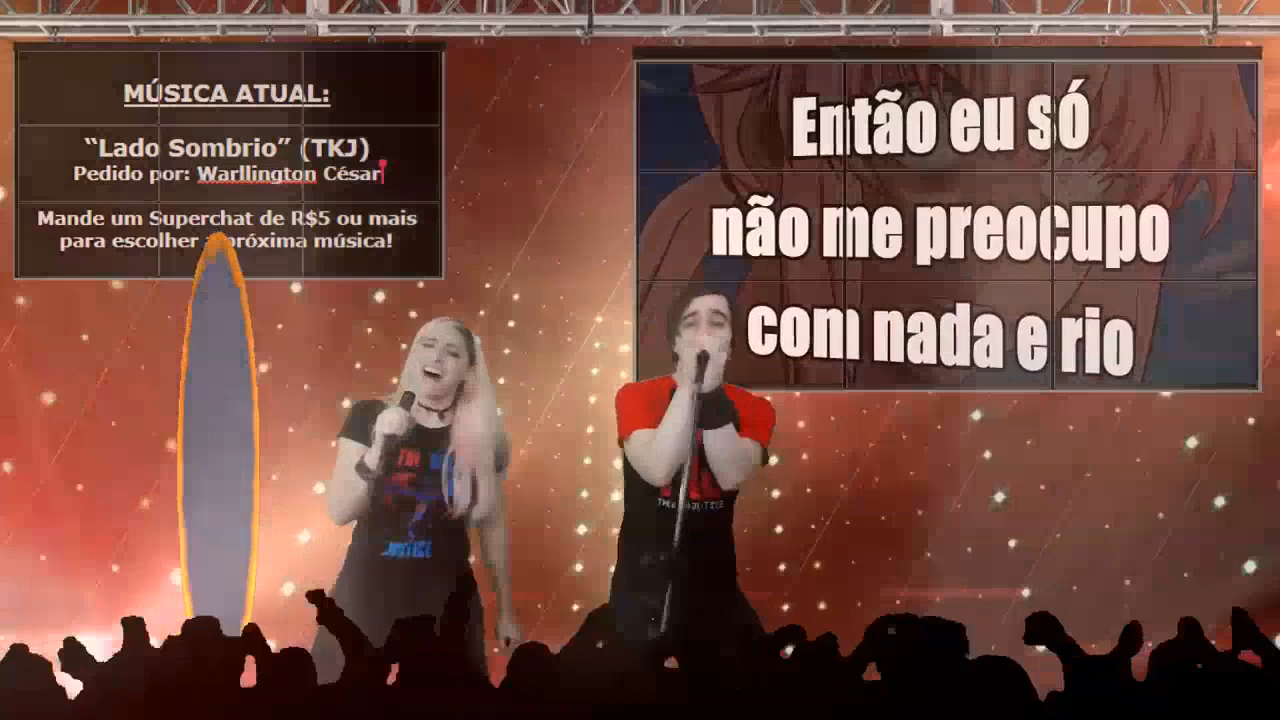 MÚSICA ATUAL:
“Lado Sombrio” (TKJ)
Pedido por: Warllington César
Mande um Superchat de R$5 ou mais
para escolher a próxima música!
Então eu só
não me preocupo
com nada e rio
JUSTICE